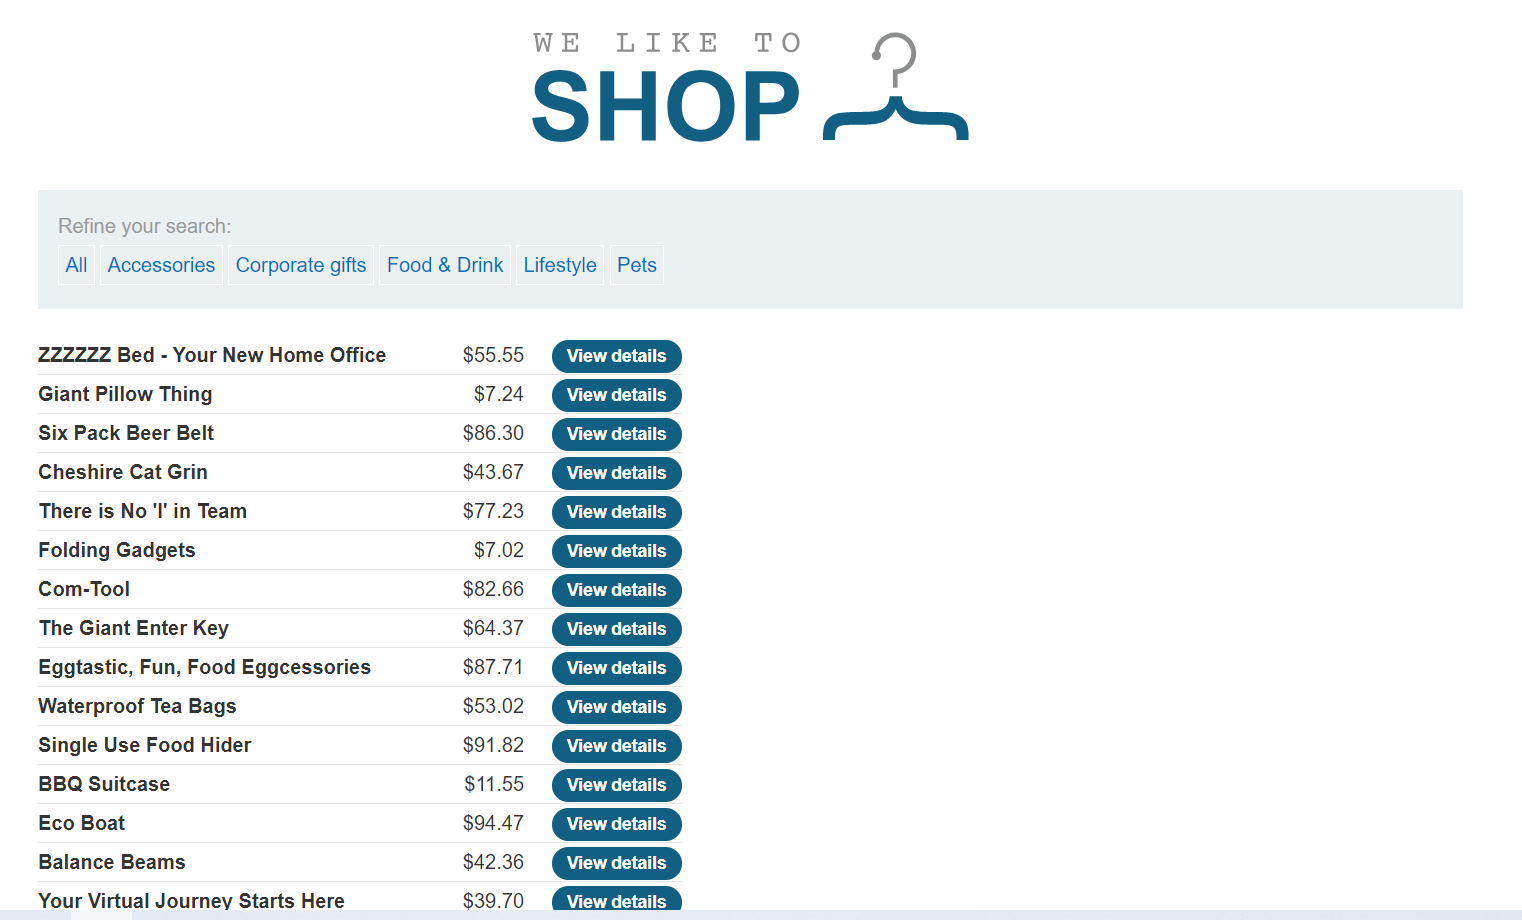 WE LIKE TO
SHOP
Refine your search:
All Accessories Corporate gifts Food & Drink Lifestyle Pets
ZZZZZZ Bed - Your New Home Office $55.55 View details
Giant Pillow Thing $7.24 View details
Six Pack Beer Belt $86.30 View details
Cheshire Cat Grin $43.67 View details
There is No 'I' in Team $77.23 View details
Folding Gadgets $7.02 View details
Com-Tool $82.66 View details
The Giant Enter Key $64.37 View details
Eggtastic, Fun, Food Eggcessories $87.71 View details
Waterproof Tea Bags $53.02 View details
Single Use Food Hider $91.82 View details
BBQ Suitcase $11.55 View details
Eco Boat $94.47 View details
Balance Beams $42.36 View details
Your Virtual Journey Starts Here $39.70 View details